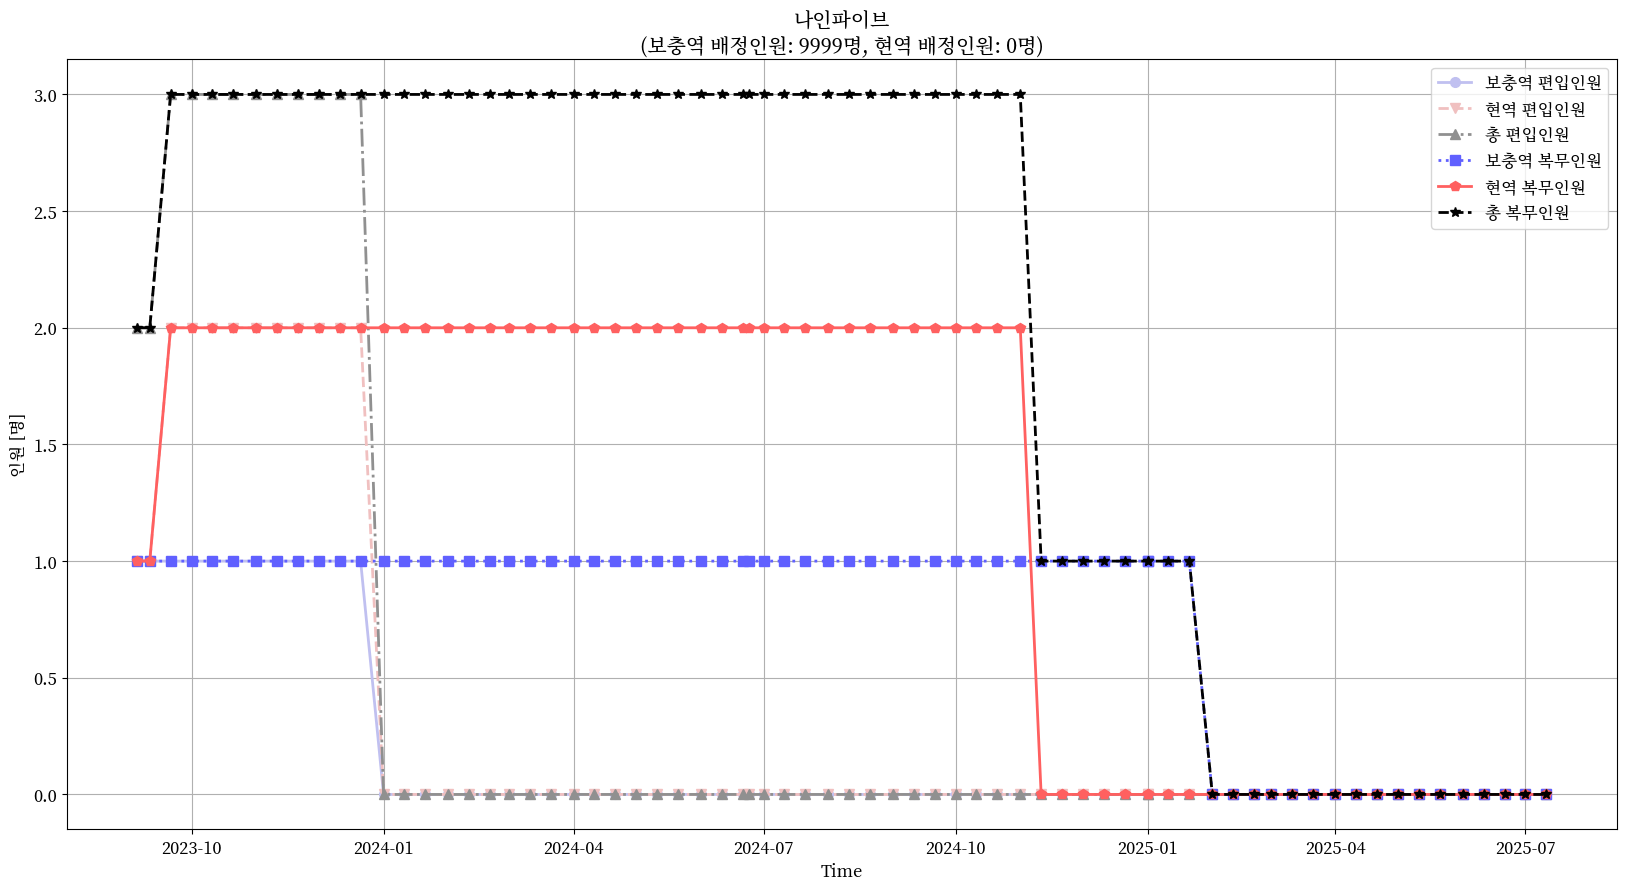 나인파이브
(보충역 배정인원: 9999명, 현역 배정인원: 0명)
보충역 편입인원
현역 편입인원
총 편입인원
보충역 복무인원
현역 복무인원
총 복무인원
인원 [명]
3.0
2.5
2.0
1.5
1.0
0.5
0.0
2023-10
2024-01
2024-04
2024-07
2024-10
2025-01
2025-04
2025-07
Time